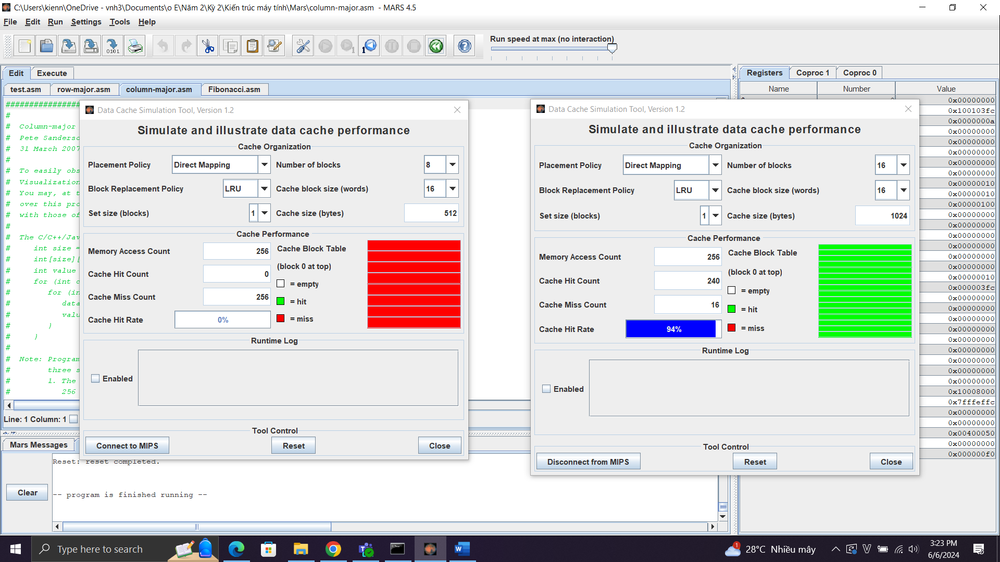 C:\Users\kienn\OneDrive - vnh3\Documents\o E\Năm 2\Kỳ 2\Kiến trúc máy tính\Mars\column-major.asm - MARS 4.5
File Edit Run Settings Tools Help
Run speed at max (no interaction)
Edit Execute
test.asm row-major.asm column-major.asm Fibonacci.asm
Registers Coproc 1 Coproc 0
Name Number Value
####################
#
# Column-major
# Pete Sanders
# 31 March 2007
#
# To easily obs
# Visualization
# You may, at t
# over this pro
# with those of
#
# The C/C++/Jav
# int size =
# int[size][
# int value
# for (int c
# for (in
# data
# valu
# }
# }
#
# Note: Program
# three s
# 1. The
# 256
Line: 1 Column: 1
Data Cache Simulation Tool, Version 1.2
Simulate and illustrate data cache performance
Cache Organization
Placement Policy Direct Mapping Number of blocks 8
Block Replacement Policy LRU Cache block size (words) 16
Set size (blocks) 1 Cache size (bytes) 512
Cache Performance
Memory Access Count 256 Cache Block Table
(block 0 at top)
Cache Hit Count 0
= empty
Cache Miss Count 256
= hit
Cache Hit Rate 0%
= miss
Runtime Log
Enabled
Tool Control
Connect to MIPS Reset Close
Data Cache Simulation Tool, Version 1.2
Simulate and illustrate data cache performance
Cache Organization
Placement Policy Direct Mapping Number of blocks 16
Block Replacement Policy LRU Cache block size (words) 16
Set size (blocks) 1 Cache size (bytes) 1024
Cache Performance
Memory Access Count 256 Cache Block Table
(block 0 at top)
Cache Hit Count 240
= empty
Cache Miss Count 16
= hit
Cache Hit Rate 94%
= miss
Runtime Log
Enabled
Tool Control
Disconnect from MIPS Reset Close
0x00000000
0x100103fc
0x0000000a
0x00000000
0x00000000
0x00000000
0x00000000
0x00000000
0x00000010
0x00000010
0x00000100
0x00000000
0x00000000
0x00000000
0x00000000
0x00000000
0x00000000
0x00000010
0x000003fc
0x00000000
0x00000000
0x00000000
0x00000000
0x00000000
0x00000000
0x00000000
0x00000000
0x00000000
0x10008000
0x7fffeffc
0x00000000
0x00000000
0x00400050
0x00000000
0x000000f0
Mars Messages
Reset: reset completed.
-- program is finished running --
Clear
Type here to search
1
28°C Nhiều mây
3:23 PM
6/6/2024